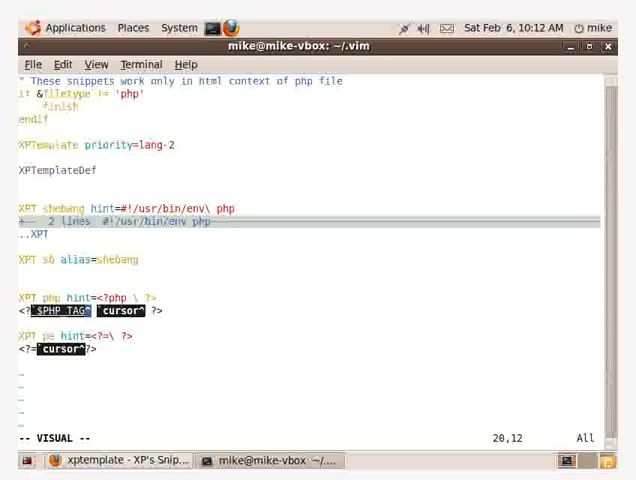 Applications Places System Sat Feb 6, 10:12 AM mike
mike@mike-vbox: ~/.vim
File Edit View Terminal Help
" These snippets work only in html context of php file
if &filetype != 'php'
finish
endif
XPTemplate priority=lang-2
XPTemplateDef
XPT shebang hint=#!/usr/bin/env\ php
+-- 2 lines #!/usr/bin/env php
..XPT
XPT sb alias=shebang
XPT php hint=<?php \ ?>
<?`$PHP_TAG^ `cursor^ ?>
XPT pe hint=<?=\ ?>
<?=`cursor^?>
~
~
~
~
~
-- VISUAL -- 20,12 All
xptemplate - XP's Snip... mike@mike-vbox: ~/....